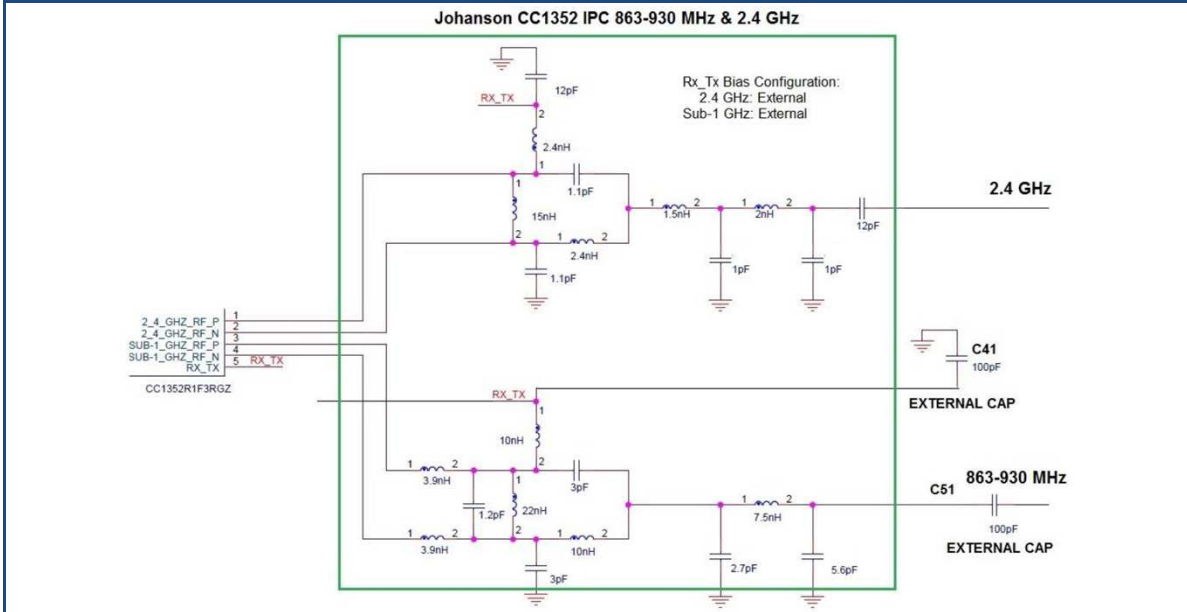 Johanson CC1352 IPC 863-930 MHz & 2.4 GHz
12pF
Rx_Tx Bias Configuration:
2.4 GHz: External
Sub-1 GHz: External
RX_TX
2
2.4nH
1
1
1.1pF
15nH
2
1 2
2.4nH
1.1pF
1 2
1.5nH
1 2
2nH
12pF
2.4 GHz
1pF
1pF
2_4_GHZ_RF_P 1
2_4_GHZ_RF_N 2
SUB-1_GHZ_RF_P 3
SUB-1_GHZ_RF_N 4
RX_TX 5 RX_TX
CC1352R1F3RGZ
C41
100pF
EXTERNAL CAP
RX_TX
1
10nH
2
1 2
3.9nH
1
3pF
1.2pF
22nH
2
1 2
3.9nH
1 2
10nH
3pF
1 2
7.5nH
2.7pF
5.6pF
863-930 MHz
C51
100pF
EXTERNAL CAP